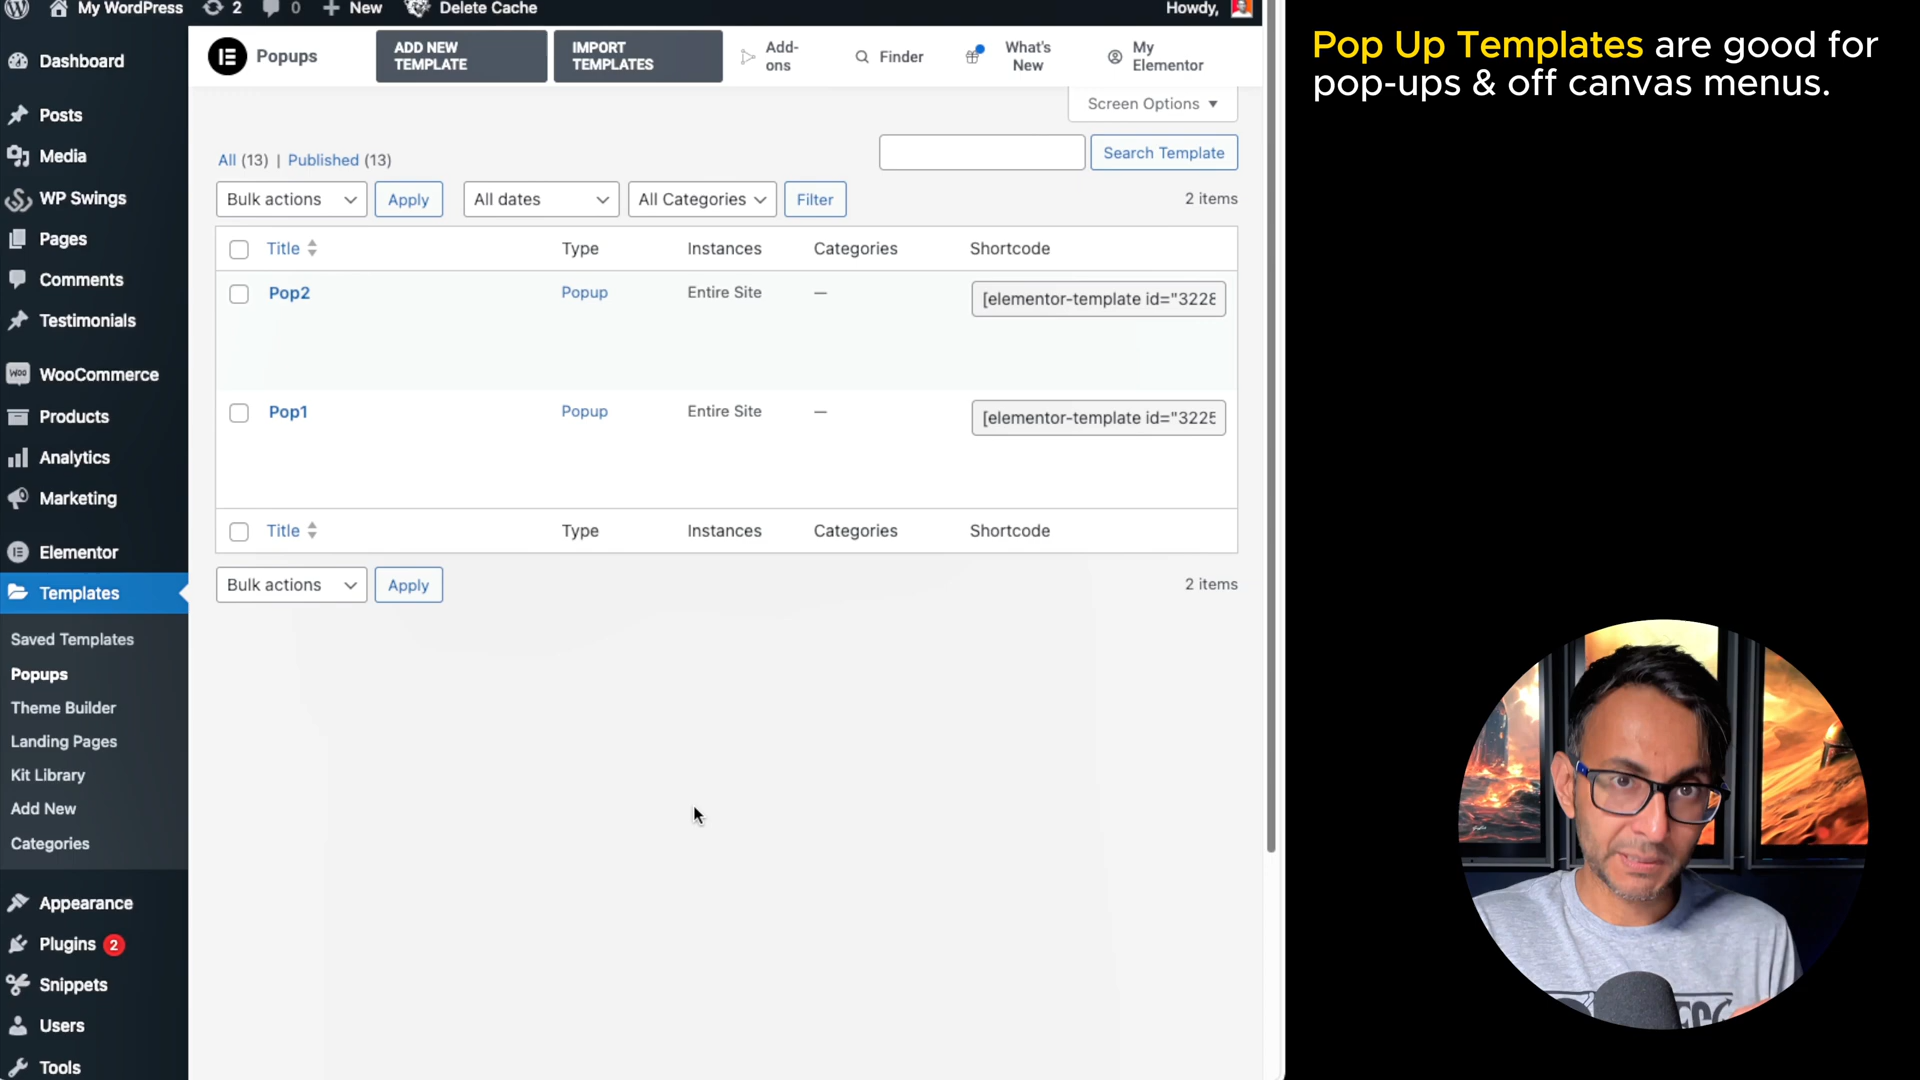 My WordPress 2 0 New Delete Cache Howdy,
Dashboard
Posts
Media
WP Swings
Pages
Comments
Testimonials
WooCommerce
Products
Analytics
Marketing
Elementor
Templates
Saved Templates
Popups
Theme Builder
Landing Pages
Kit Library
Add New
Categories
Appearance
Plugins 2
Snippets
Users
Tools
Popups
ADD NEW
TEMPLATE
IMPORT
TEMPLATES
Add-
ons
Finder
What's
New
My
Elementor
Screen Options
All (13) | Published (13)
Search Template
Bulk actions Apply All dates All Categories Filter 2 items
Title Type Instances Categories Shortcode
Pop2 Popup Entire Site — [elementor-template id="3228
Pop1 Popup Entire Site — [elementor-template id="3225
Title Type Instances Categories Shortcode
Bulk actions Apply 2 items
Pop Up Templates are good for
pop-ups & off canvas menus.